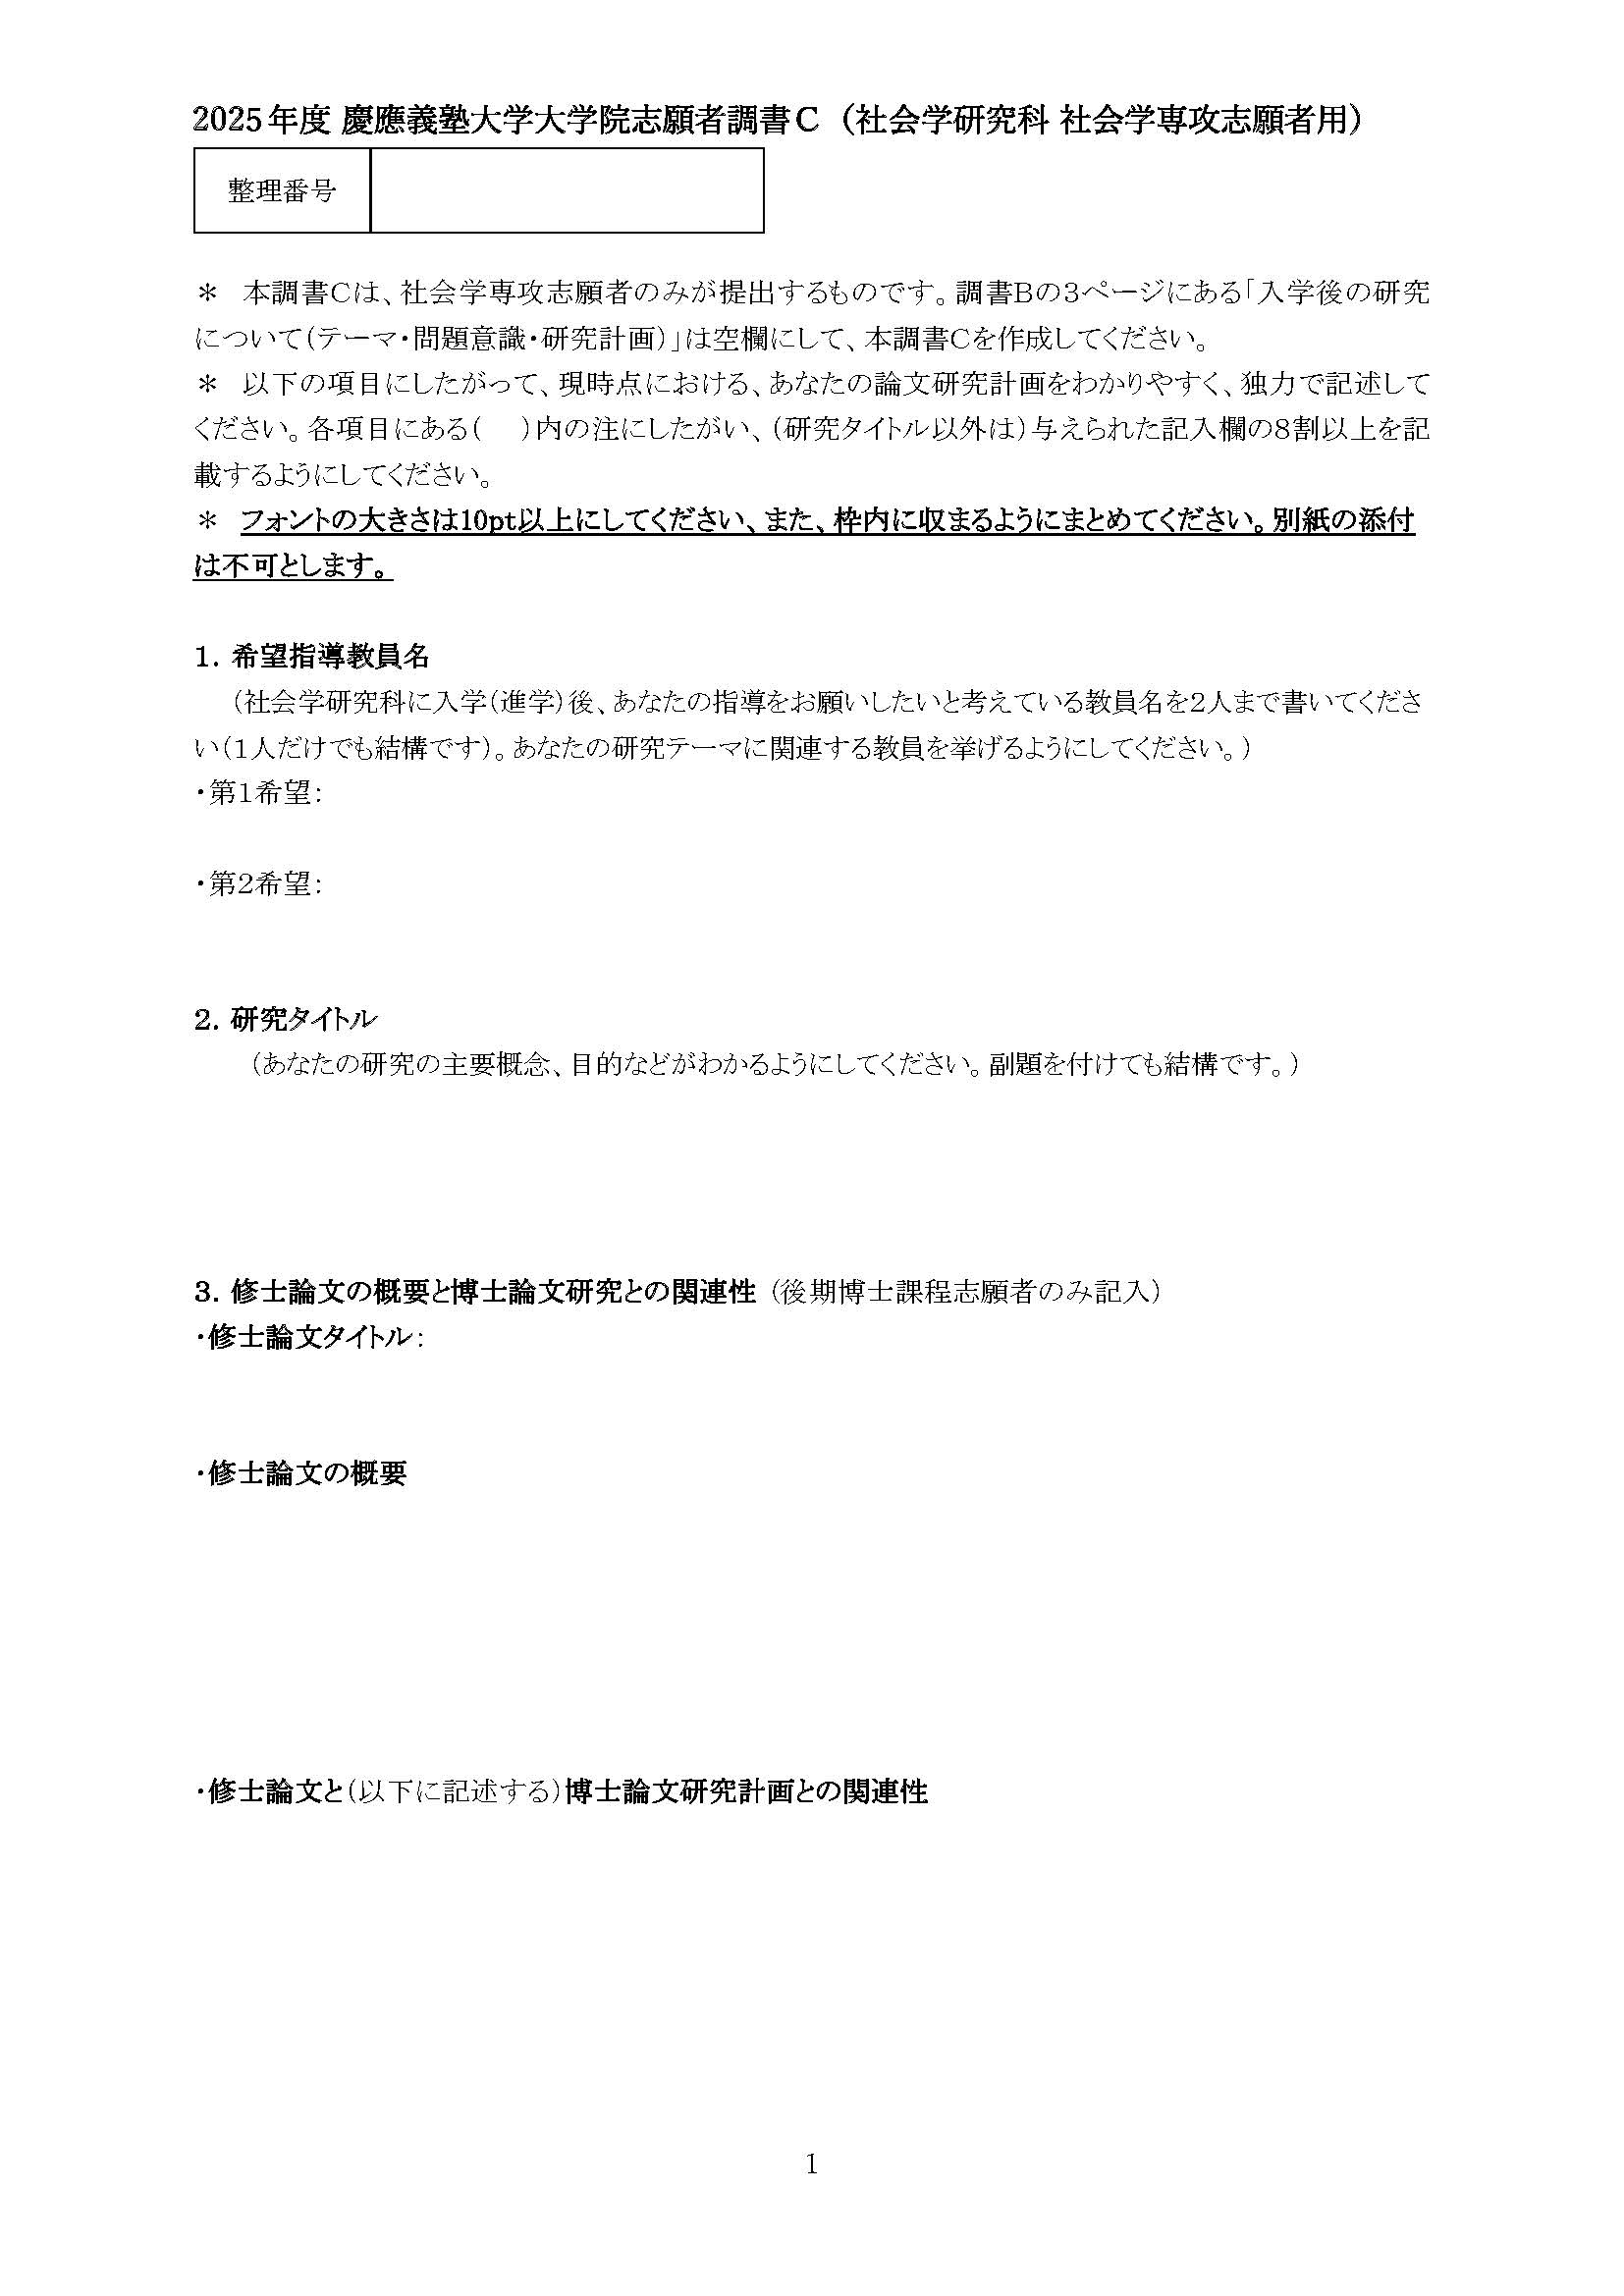 2025年度 慶應義塾大学大学院志願者調書C（社会学研究科 社会学専攻志願者用）
整理番号
＊　本調書Cは、社会学専攻志願者のみが提出するものです。調書Bの3ページにある「入学後の研究
について（テーマ・問題意識・研究計画）」は空欄にして、本調書Cを作成してください。
＊　以下の項目にしたがって、現時点における、あなたの論文研究計画をわかりやすく、独力で記述して
ください。各項目にある（　）内の注にしたがい、（研究タイトル以外は）与えられた記入欄の8割以上を記
載するようにしてください。
＊　フォントの大きさは10pt以上にしてください、また、枠内に収まるようにまとめてください。別紙の添付
は不可とします。
1. 希望指導教員名
（社会学研究科に入学（進学）後、あなたの指導をお願いしたいと考えている教員名を2人まで書いてくださ
い（1人だけでも結構です）。あなたの研究テーマに関連する教員を挙げるようにしてください。）
・第1希望：
・第2希望：
2. 研究タイトル
（あなたの研究の主要概念、目的などがわかるようにしてください。副題を付けても結構です。）
3. 修士論文の概要と博士論文研究との関連性（後期博士課程志願者のみ記入）
・修士論文タイトル：
・修士論文の概要
・修士論文と（以下に記述する）博士論文研究計画との関連性
1